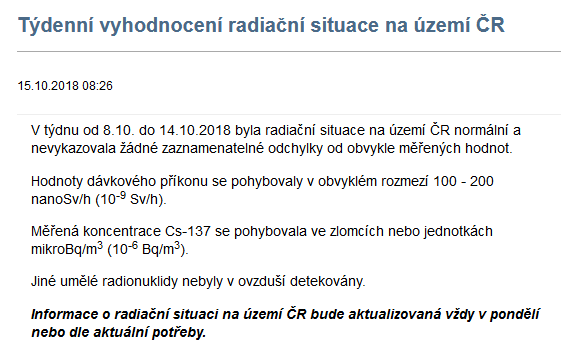 Týdenní vyhodnocení radiační situace na území ČR
15.10.2018 08:26
V týdnu od 8.10. do 14.10.2018 byla radiační situace na území ČR normální a
nevykazovala žádné zaznamenatelné odchylky od obvykle měřených hodnot.
Hodnoty dávkového příkonu se pohybovaly v obvyklém rozmezí 100 - 200
nanoSv/h (10⁻⁹ Sv/h).
Měřená koncentrace Cs-137 se pohybovala ve zlomcích nebo jednotkách
mikroBq/m³ (10⁻⁶ Bq/m³).
Jiné umělé radionuklidy nebyly v ovzduší detekovány.
Informace o radiační situaci na území ČR bude aktualizovaná vždy v pondělí
nebo dle aktuální potřeby.